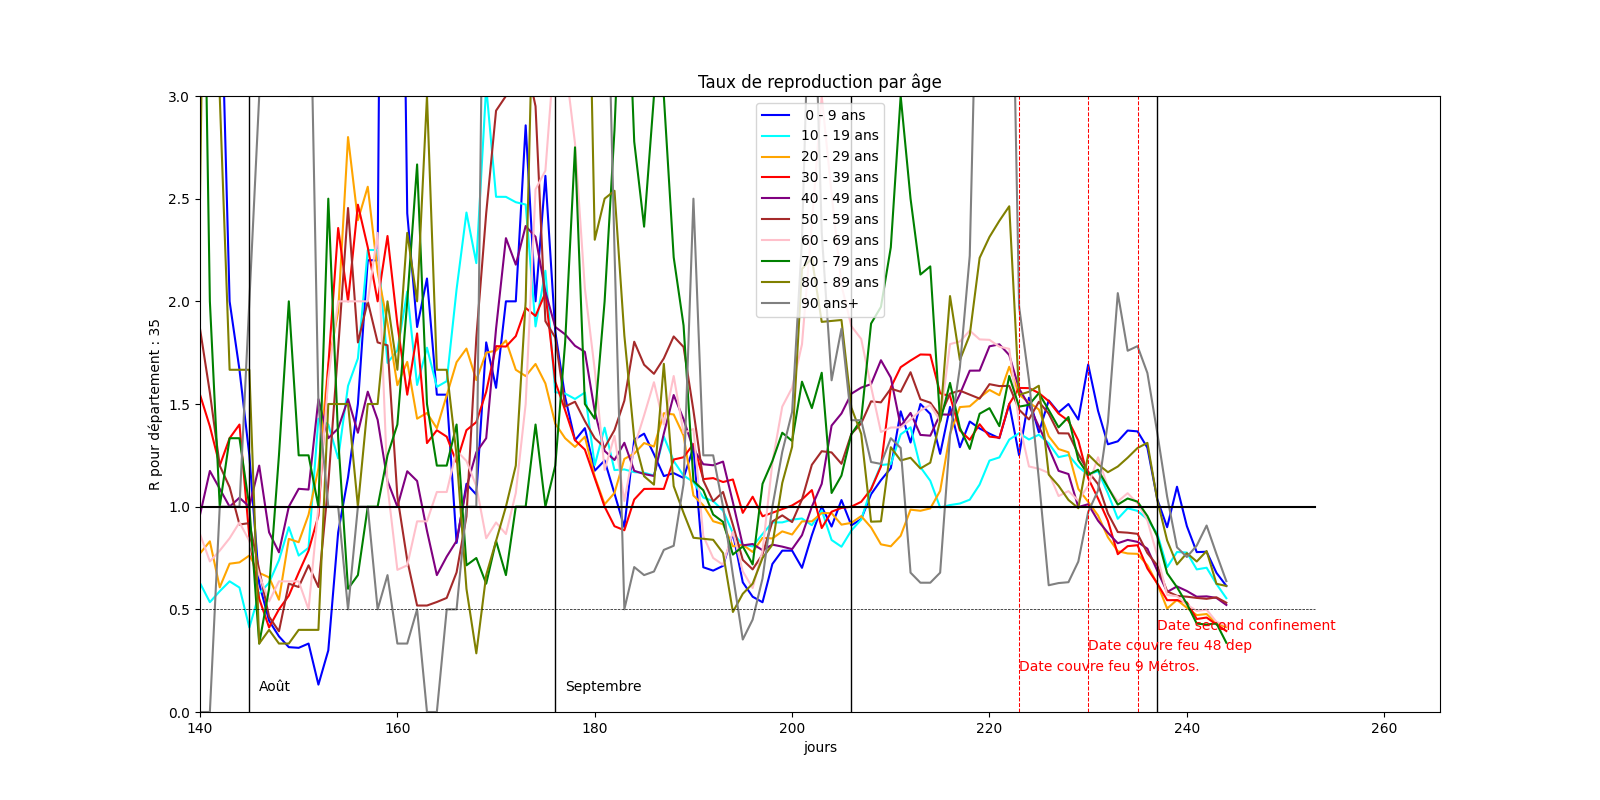 Taux de reproduction par âge
3.0
2.5
2.0
1.5
1.0
0.5
0.0
R pour département : 35
0 - 9 ans
10 - 19 ans
20 - 29 ans
30 - 39 ans
40 - 49 ans
50 - 59 ans
60 - 69 ans
70 - 79 ans
80 - 89 ans
90 ans+
Date second confinement
Date couvre feu 48 dep
Date couvre feu 9 Métros.
Août
Septembre
140 160 180 200 220 240 260
jours